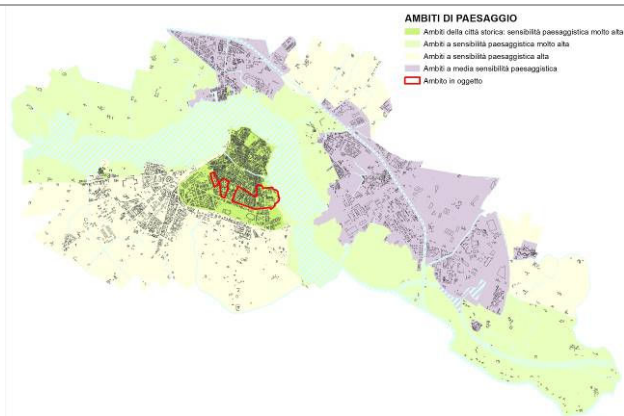 AMBITI DI PAESAGGIO
Ambiti della città storica: sensibilità paesaggistica molto alta
Ambiti a sensibilità paesaggistica molto alta
Ambiti a sensibilità paesaggistica alta
Ambiti a media sensibilità paesaggistica
Ambito in oggetto